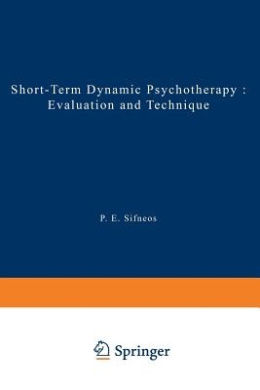 Short-Term Dynamic Psychotherapy :
Evaluation and Technique
P. E. Sifneos
Springer